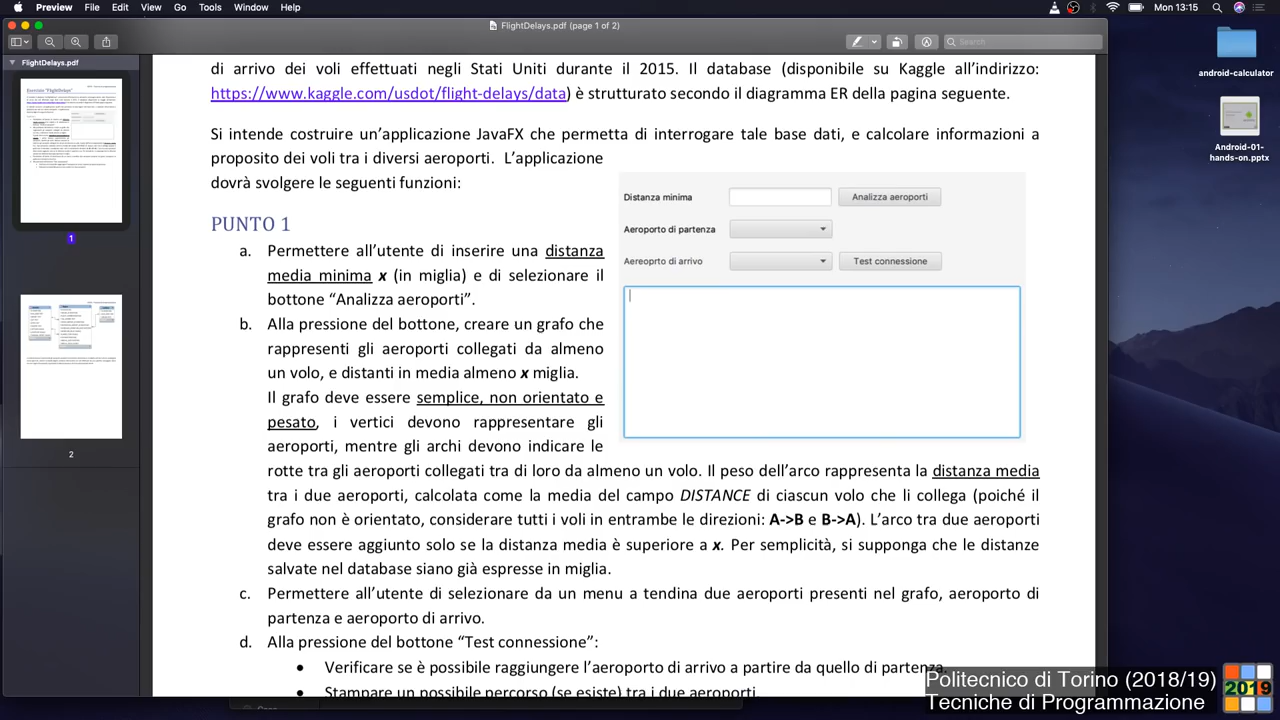 Preview File Edit View Go Tools Window Help
Mon 13:15
FlightDelays.pdf (page 1 of 2)
Search
FlightDelays.pdf
1
2
di arrivo dei voli effettuati negli Stati Uniti durante il 2015. Il database (disponibile su Kaggle all’indirizzo:
https://www.kaggle.com/usdot/flight-delays/data) è strutturato secondo il diagramma ER della pagina seguente.
Si intende costruire un’applicazione JavaFX che permetta di interrogare tale base dati, e calcolare informazioni a
proposito dei voli tra i diversi aeroporti. L’applicazione
dovrà svolgere le seguenti funzioni:
PUNTO 1
a. Permettere all’utente di inserire una distanza
media minima x (in miglia) e di selezionare il
bottone “Analizza aeroporti”.
b. Alla pressione del bottone, creare un grafo che
rappresenti gli aeroporti collegati da almeno
un volo, e distanti in media almeno x miglia.
Il grafo deve essere semplice, non orientato e
pesato, i vertici devono rappresentare gli
aeroporti, mentre gli archi devono indicare le
rotte tra gli aeroporti collegati tra di loro da almeno un volo. Il peso dell’arco rappresenta la distanza media
tra i due aeroporti, calcolata come la media del campo DISTANCE di ciascun volo che li collega (poiché il
grafo non è orientato, considerare tutti i voli in entrambe le direzioni: A->B e B->A). L’arco tra due aeroporti
deve essere aggiunto solo se la distanza media è superiore a x. Per semplicità, si supponga che le distanze
salvate nel database siano già espresse in miglia.
c. Permettere all’utente di selezionare da un menu a tendina due aeroporti presenti nel grafo, aeroporto di
partenza e aeroporto di arrivo.
d. Alla pressione del bottone “Test connessione”:
• Verificare se è possibile raggiungere l’aeroporto di arrivo a partire da quello di partenza.
• Stampare un possibile percorso (se esiste) tra i due aeroporti
Distanza minima
Analizza aeroporti
Aeroporto di partenza
Aereoprto di arrivo
Test connessione
android-calculator
Android-01-
hands-on.pptx
Politecnico di Torino (2018/19)
Tecniche di Programmazione
2019